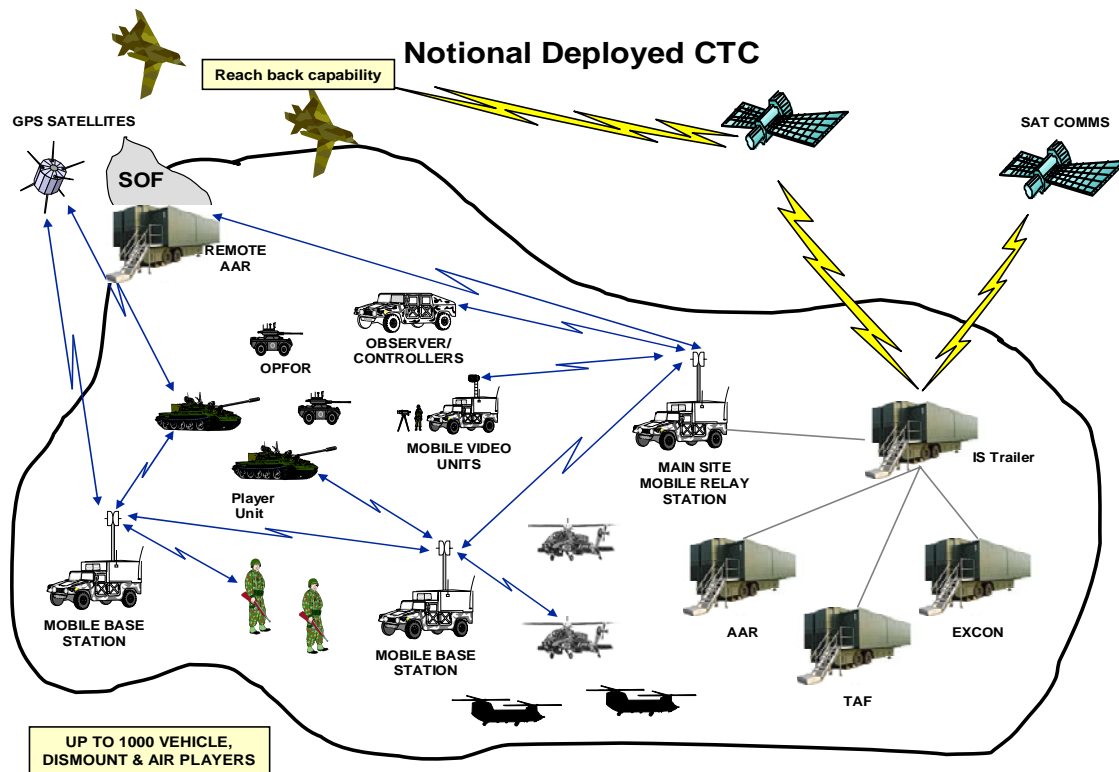 Notional Deployed CTC
Reach back capability
GPS SATELLITES
SAT COMMS
SOF
REMOTE
AAR
OBSERVER/
CONTROLLERS
OPFOR
MOBILE VIDEO
UNITS
MAIN SITE
MOBILE RELAY
STATION
IS Trailer
Player
Unit
MOBILE BASE
STATION
MOBILE BASE
STATION
AAR
EXCON
TAF
UP TO 1000 VEHICLE,
DISMOUNT & AIR PLAYERS